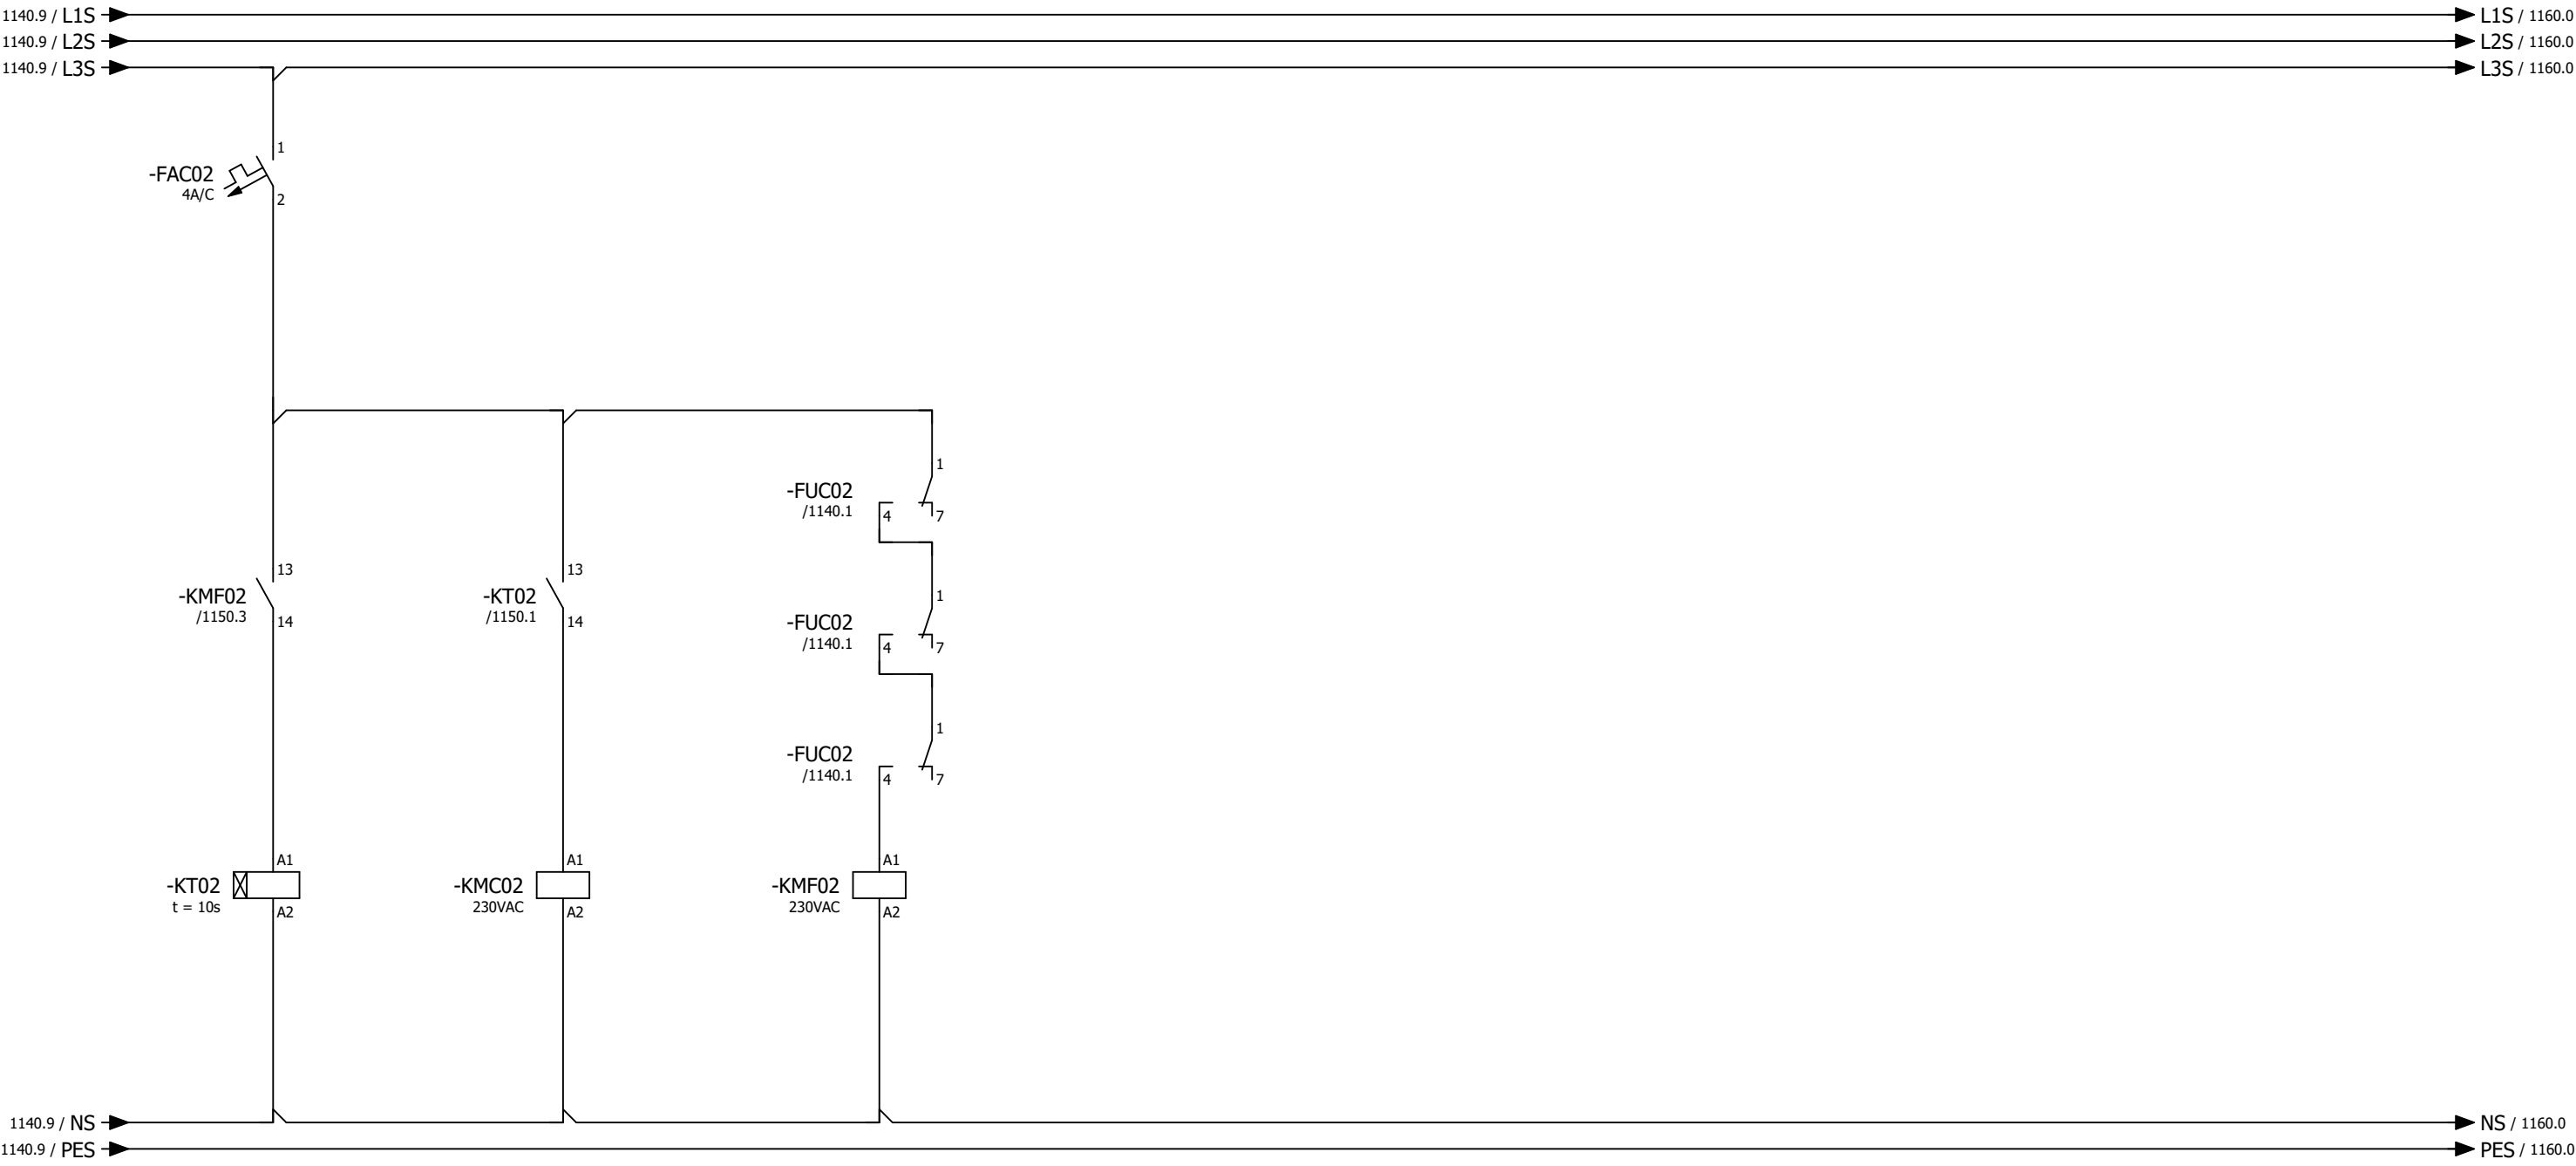 1140.9 / L1S
L1S / 1160.0
1140.9 / L2S
L2S / 1160.0
1140.9 / L3S
L3S / 1160.0
1
-FAC02
4A/C
2
1
-FUC02
/1140.1
4
7
13
13
-KMF02
/1150.3
14
-KT02
/1150.1
14
1
-FUC02
/1140.1
4
7
1
-FUC02
/1140.1
4
7
A1
-KT02
t = 10s
A2
A1
-KMC02
230VAC
A2
A1
-KMF02
230VAC
A2
1140.9 / NS
NS / 1160.0
1140.9 / PES
PES / 1160.0